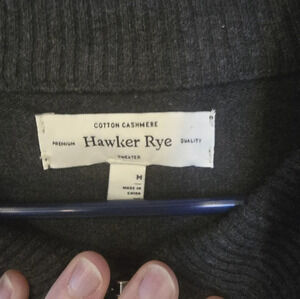 COTTON CASHMERE
PREMIUM Hawker Rye QUALITY
SWEATER
M
MADE IN
CHINA